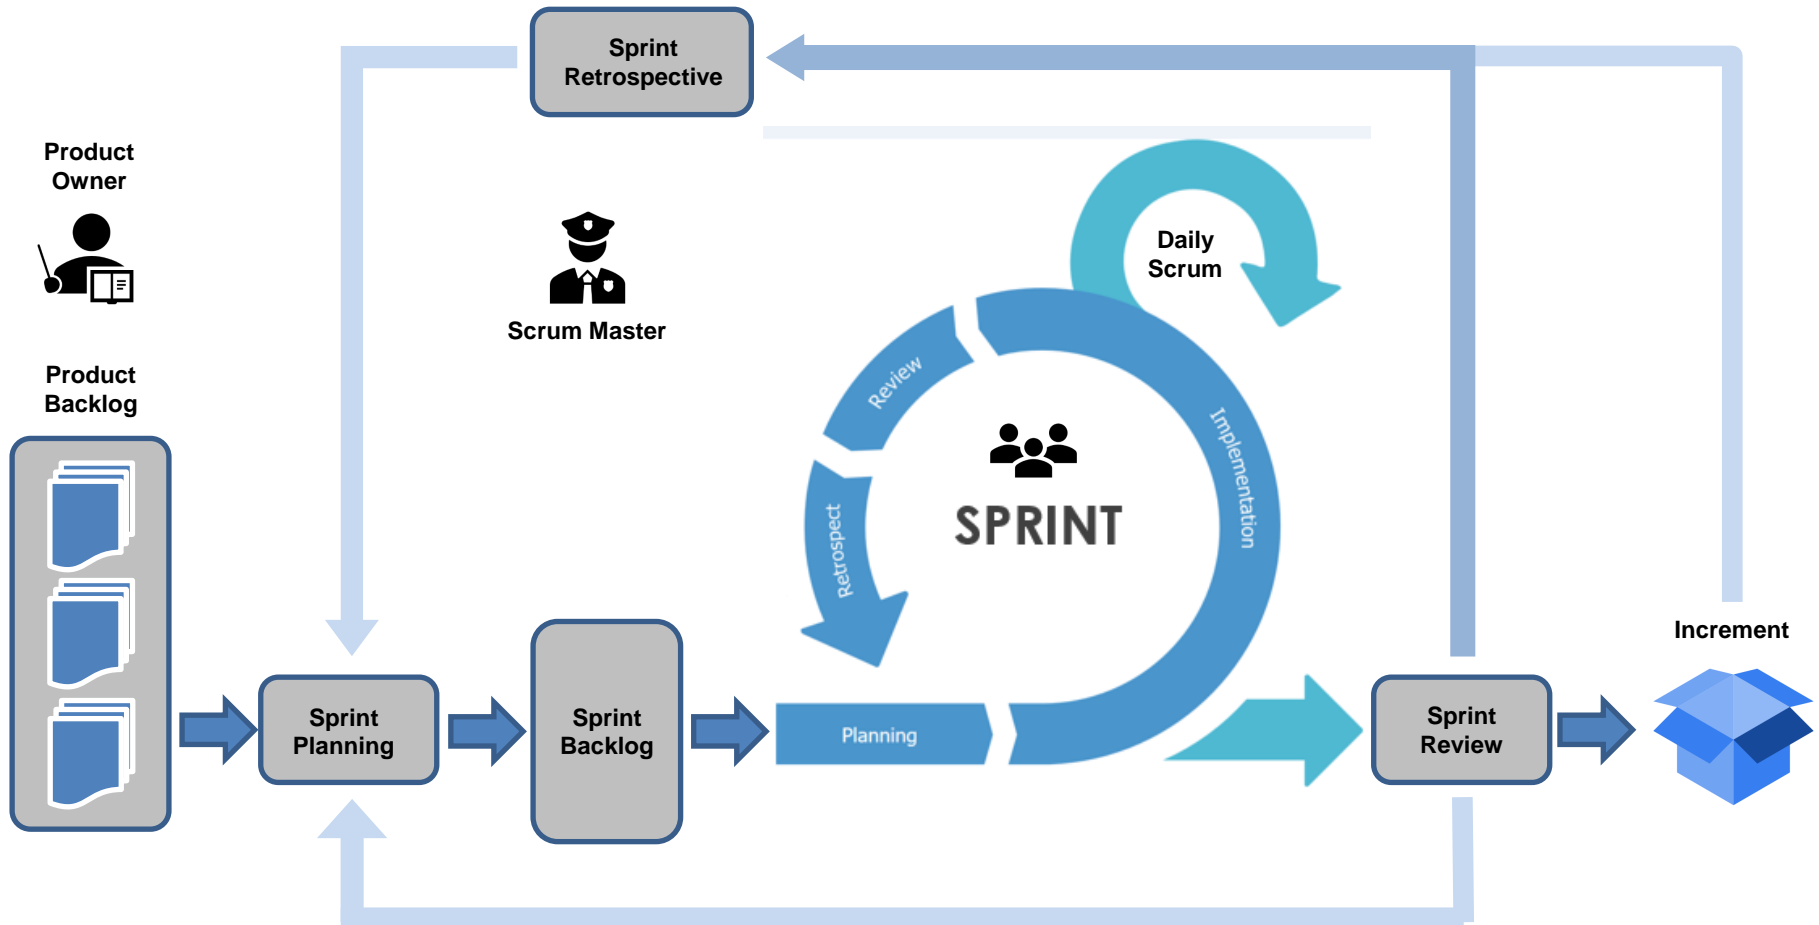 Sprint
Retrospective
Product
Owner
Daily
Scrum
Scrum Master
Product
Backlog
Review
Implementation
SPRINT
Retrospect
Increment
Sprint
Planning
Sprint
Backlog
Planning
Sprint
Review